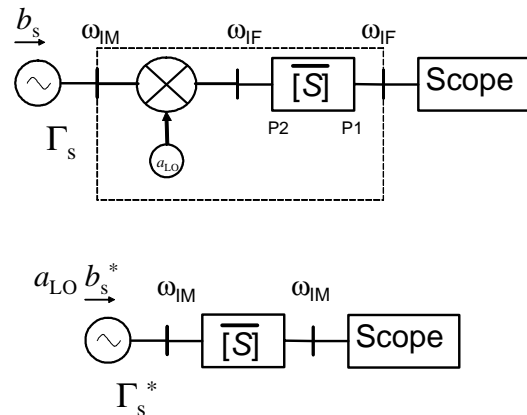 b_s
ω_IM ω_IF ω_IF
[S̅] Scope
P2 P1
Γ_s
a_LO
a_LO b_s^*
ω_IM ω_IM
[S̅] Scope
Γ_s^*